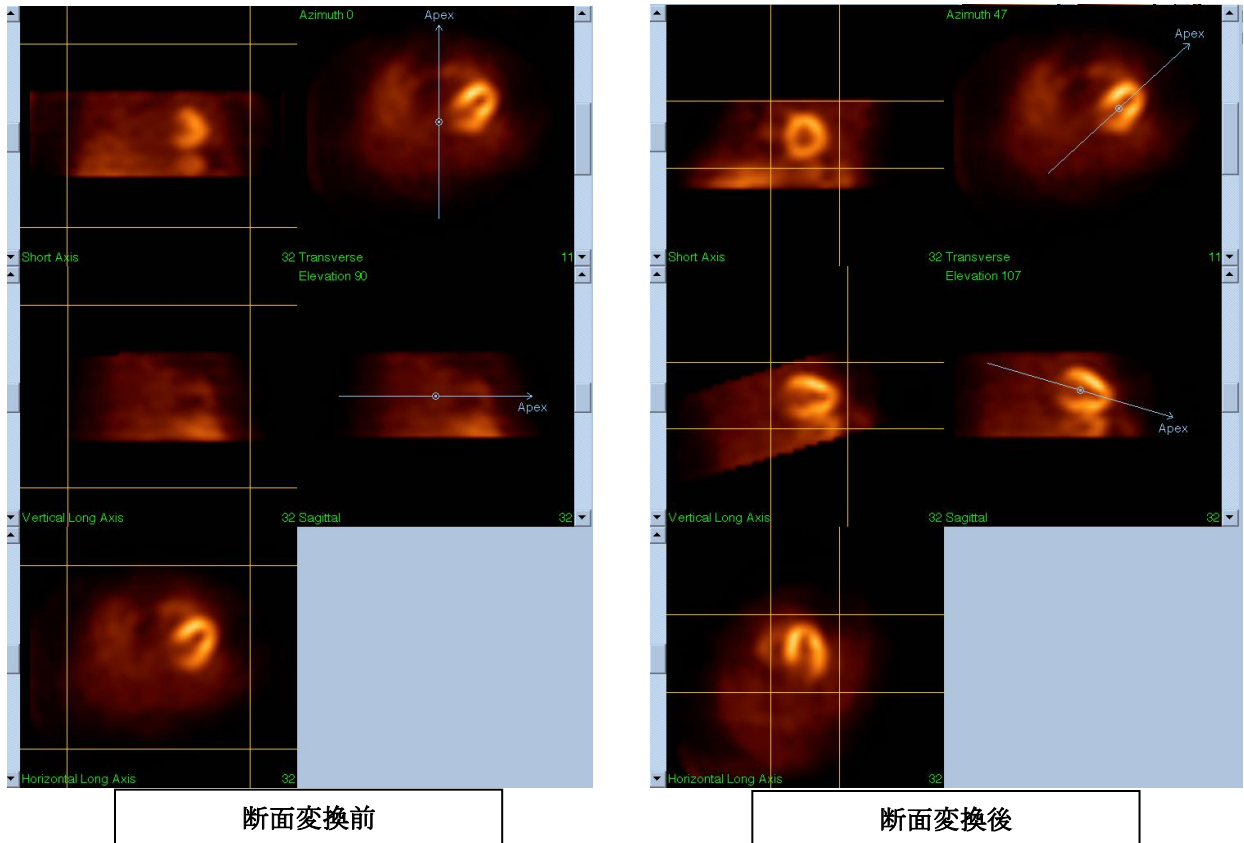 Azimuth 0
Apex
Short Axis
32
Transverse
11
Elevation 90
Apex
Vertical Long Axis
32
Sagittal
32
Horizontal Long Axis
32
断面変換前
Azimuth 47
Apex
Short Axis
32
Transverse
11
Elevation 107
Apex
Vertical Long Axis
32
Sagittal
32
Horizontal Long Axis
32
断面変換後